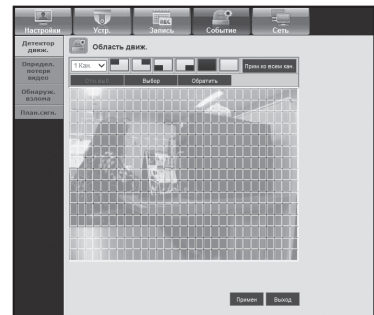 Настройки Устр. Запись Событие Сеть
Детектор движ.
Определ. потери видео
Обнаруж. взлома
План.сигн.
Область движ.
1 Кан. Прим ко всем кан.
Выбор Обратить
Примен Выход